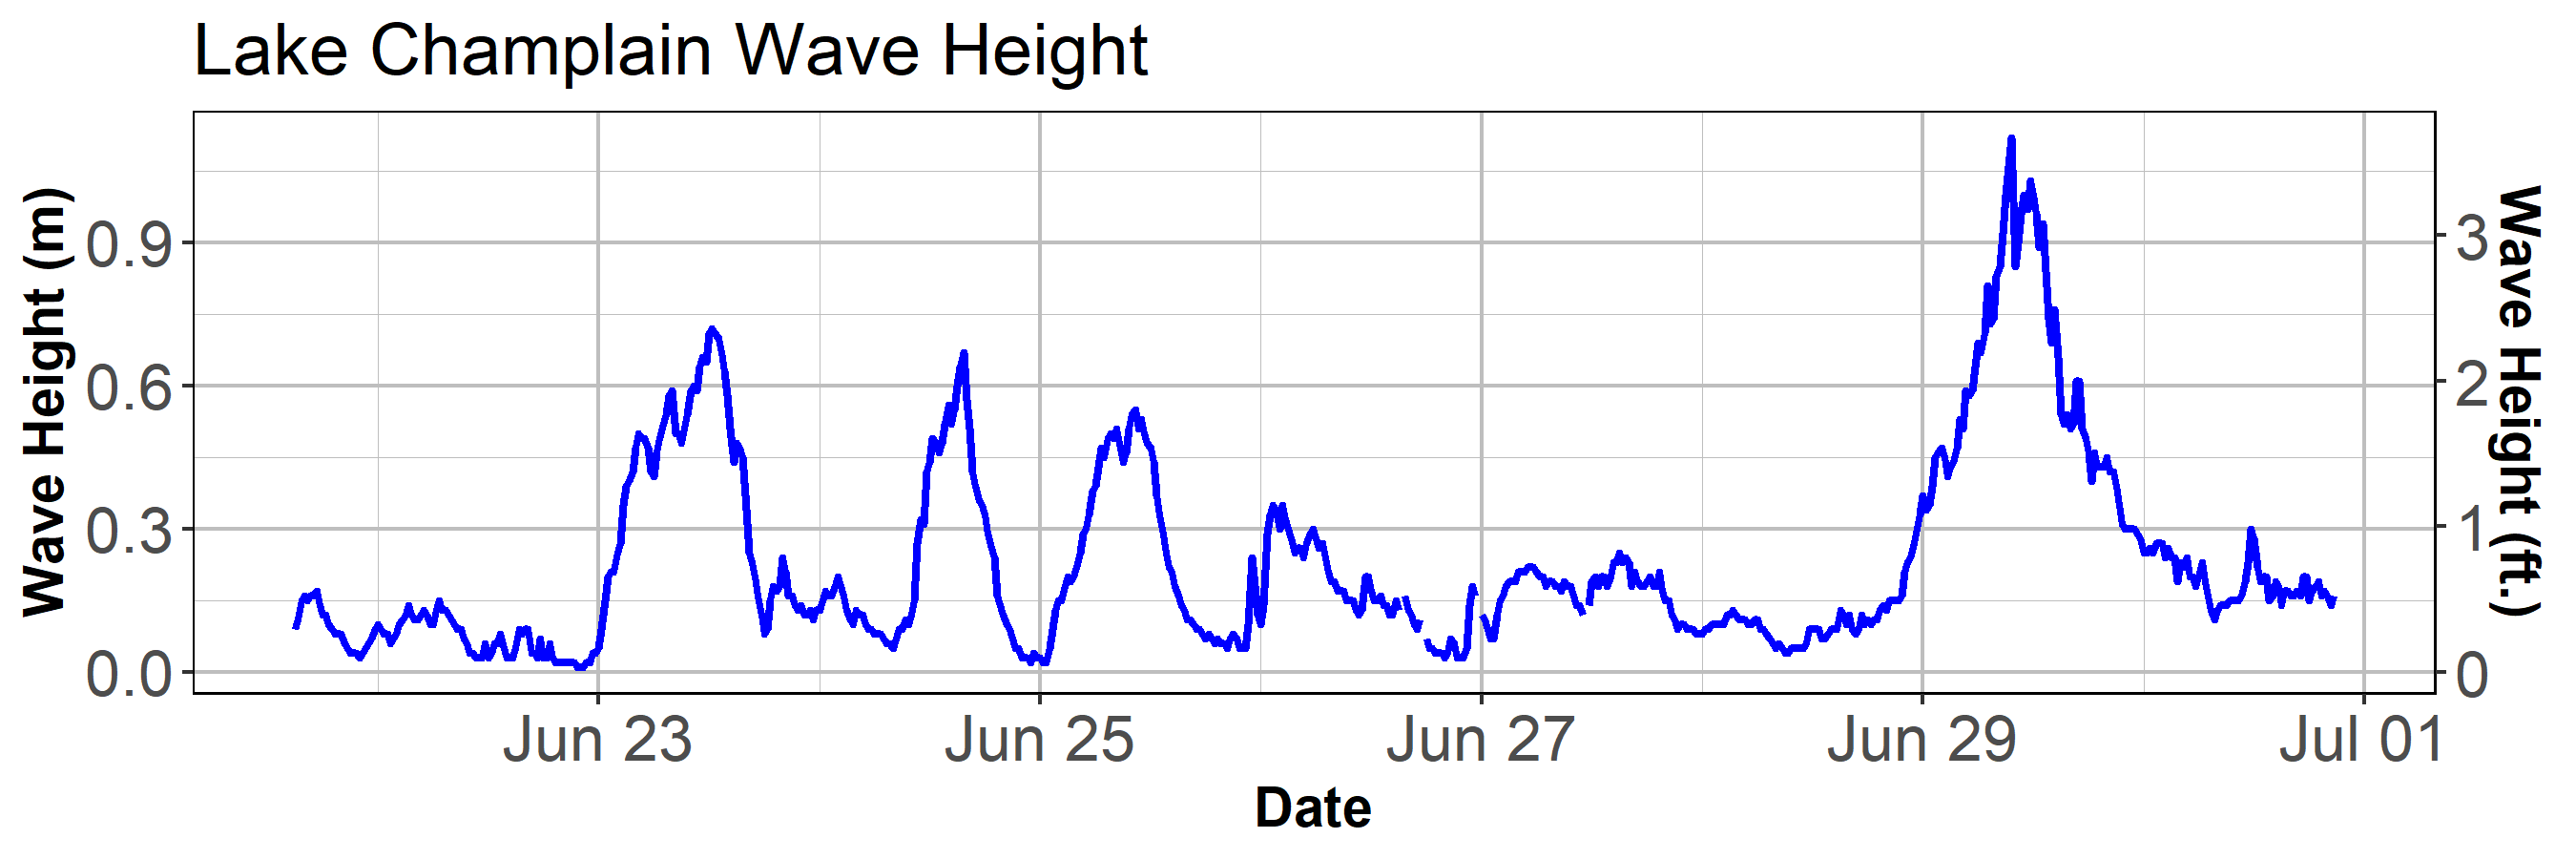 Lake Champlain Wave Height
Wave Height (m)
0.9
0.6
0.3
0.0
3
2
1
0
Wave Height (ft.)
Jun 23
Jun 25
Jun 27
Jun 29
Jul 01
Date